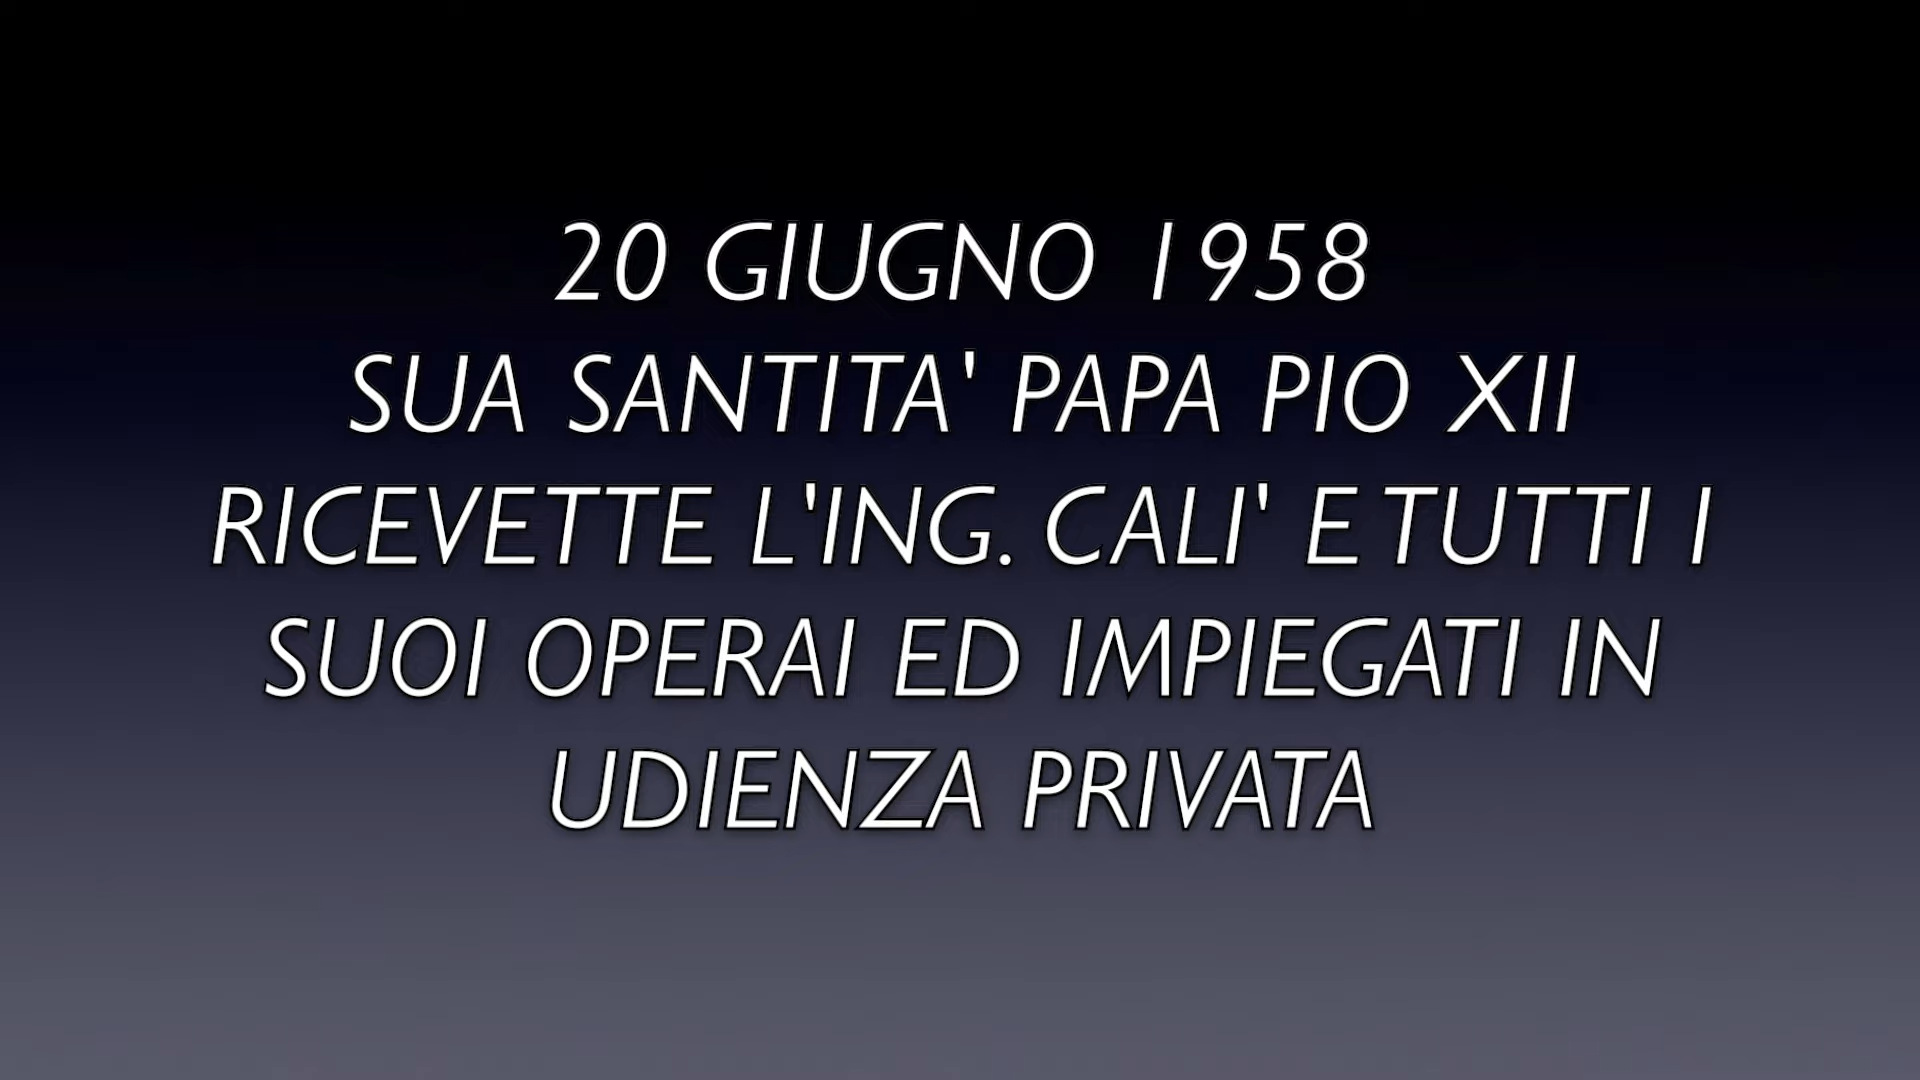 20 GIUGNO 1958
SUA SANTITA' PAPA PIO XII
RICEVETTE L'ING. CALI' E TUTTI I
SUOI OPERAI ED IMPIEGATI IN
UDIENZA PRIVATA